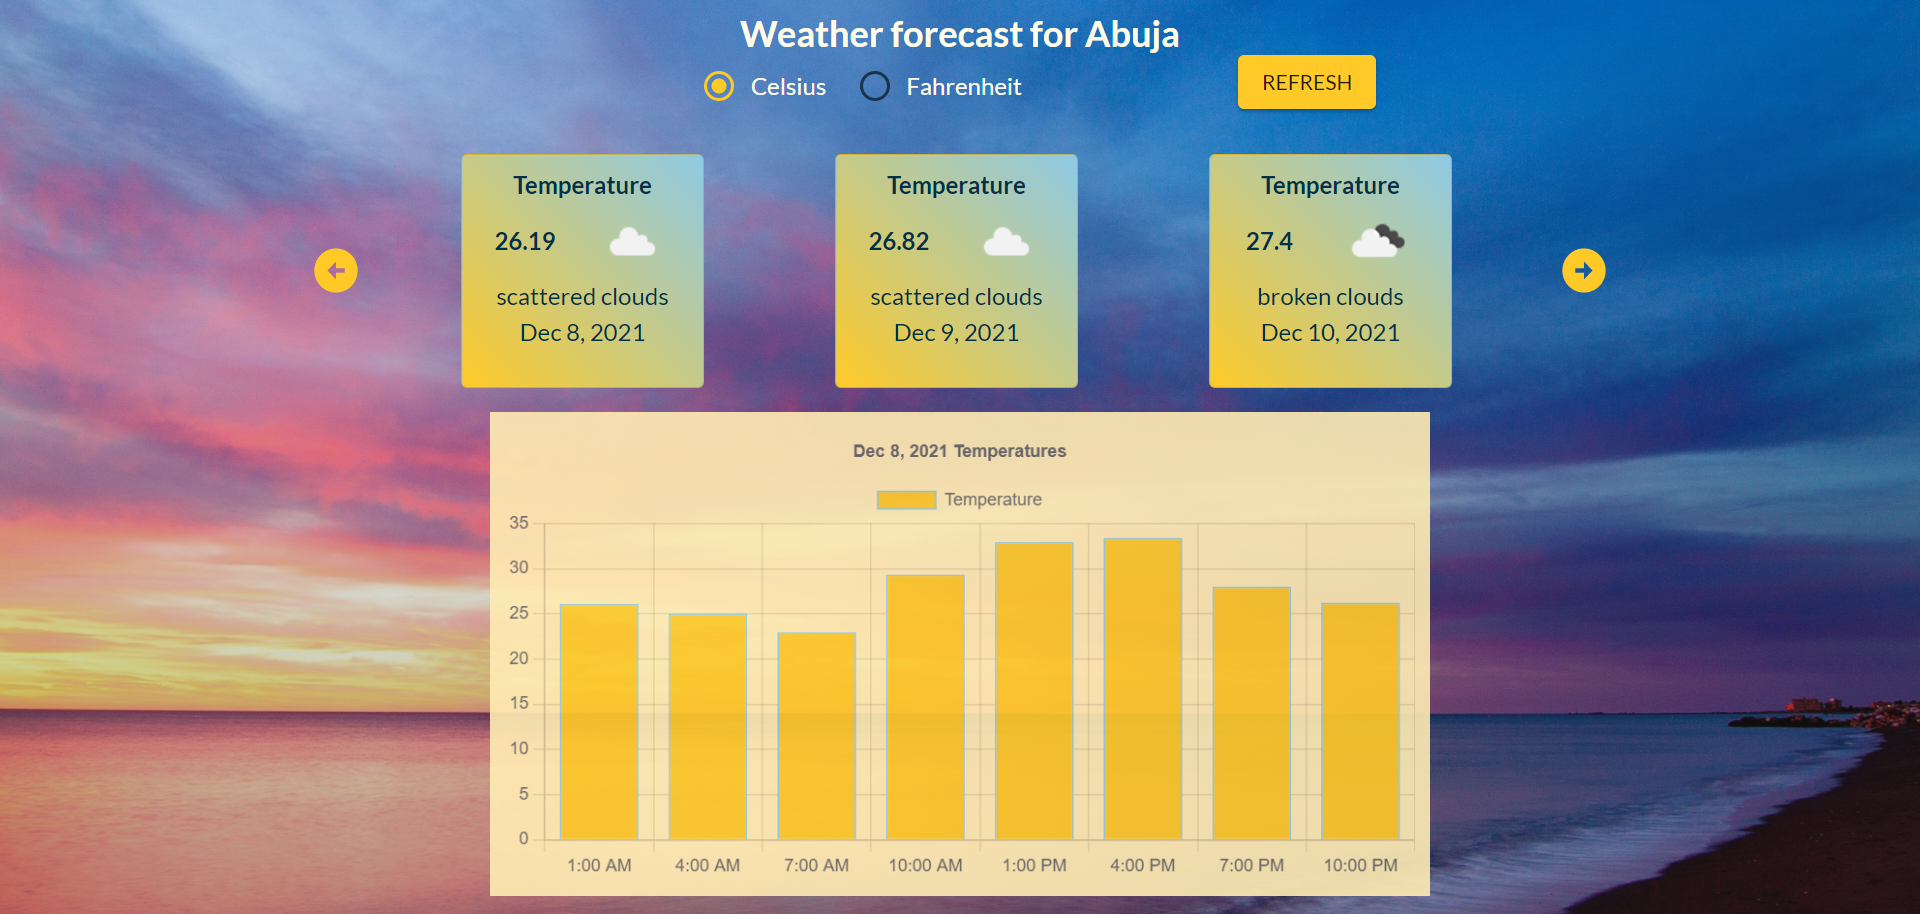 Weather forecast for Abuja
Celsius Fahrenheit REFRESH
Temperature
26.19
scattered clouds
Dec 8, 2021
Temperature
26.82
scattered clouds
Dec 9, 2021
Temperature
27.4
broken clouds
Dec 10, 2021
Dec 8, 2021 Temperatures
Temperature
35
30
25
20
15
10
5
0
1:00 AM 4:00 AM 7:00 AM 10:00 AM 1:00 PM 4:00 PM 7:00 PM 10:00 PM